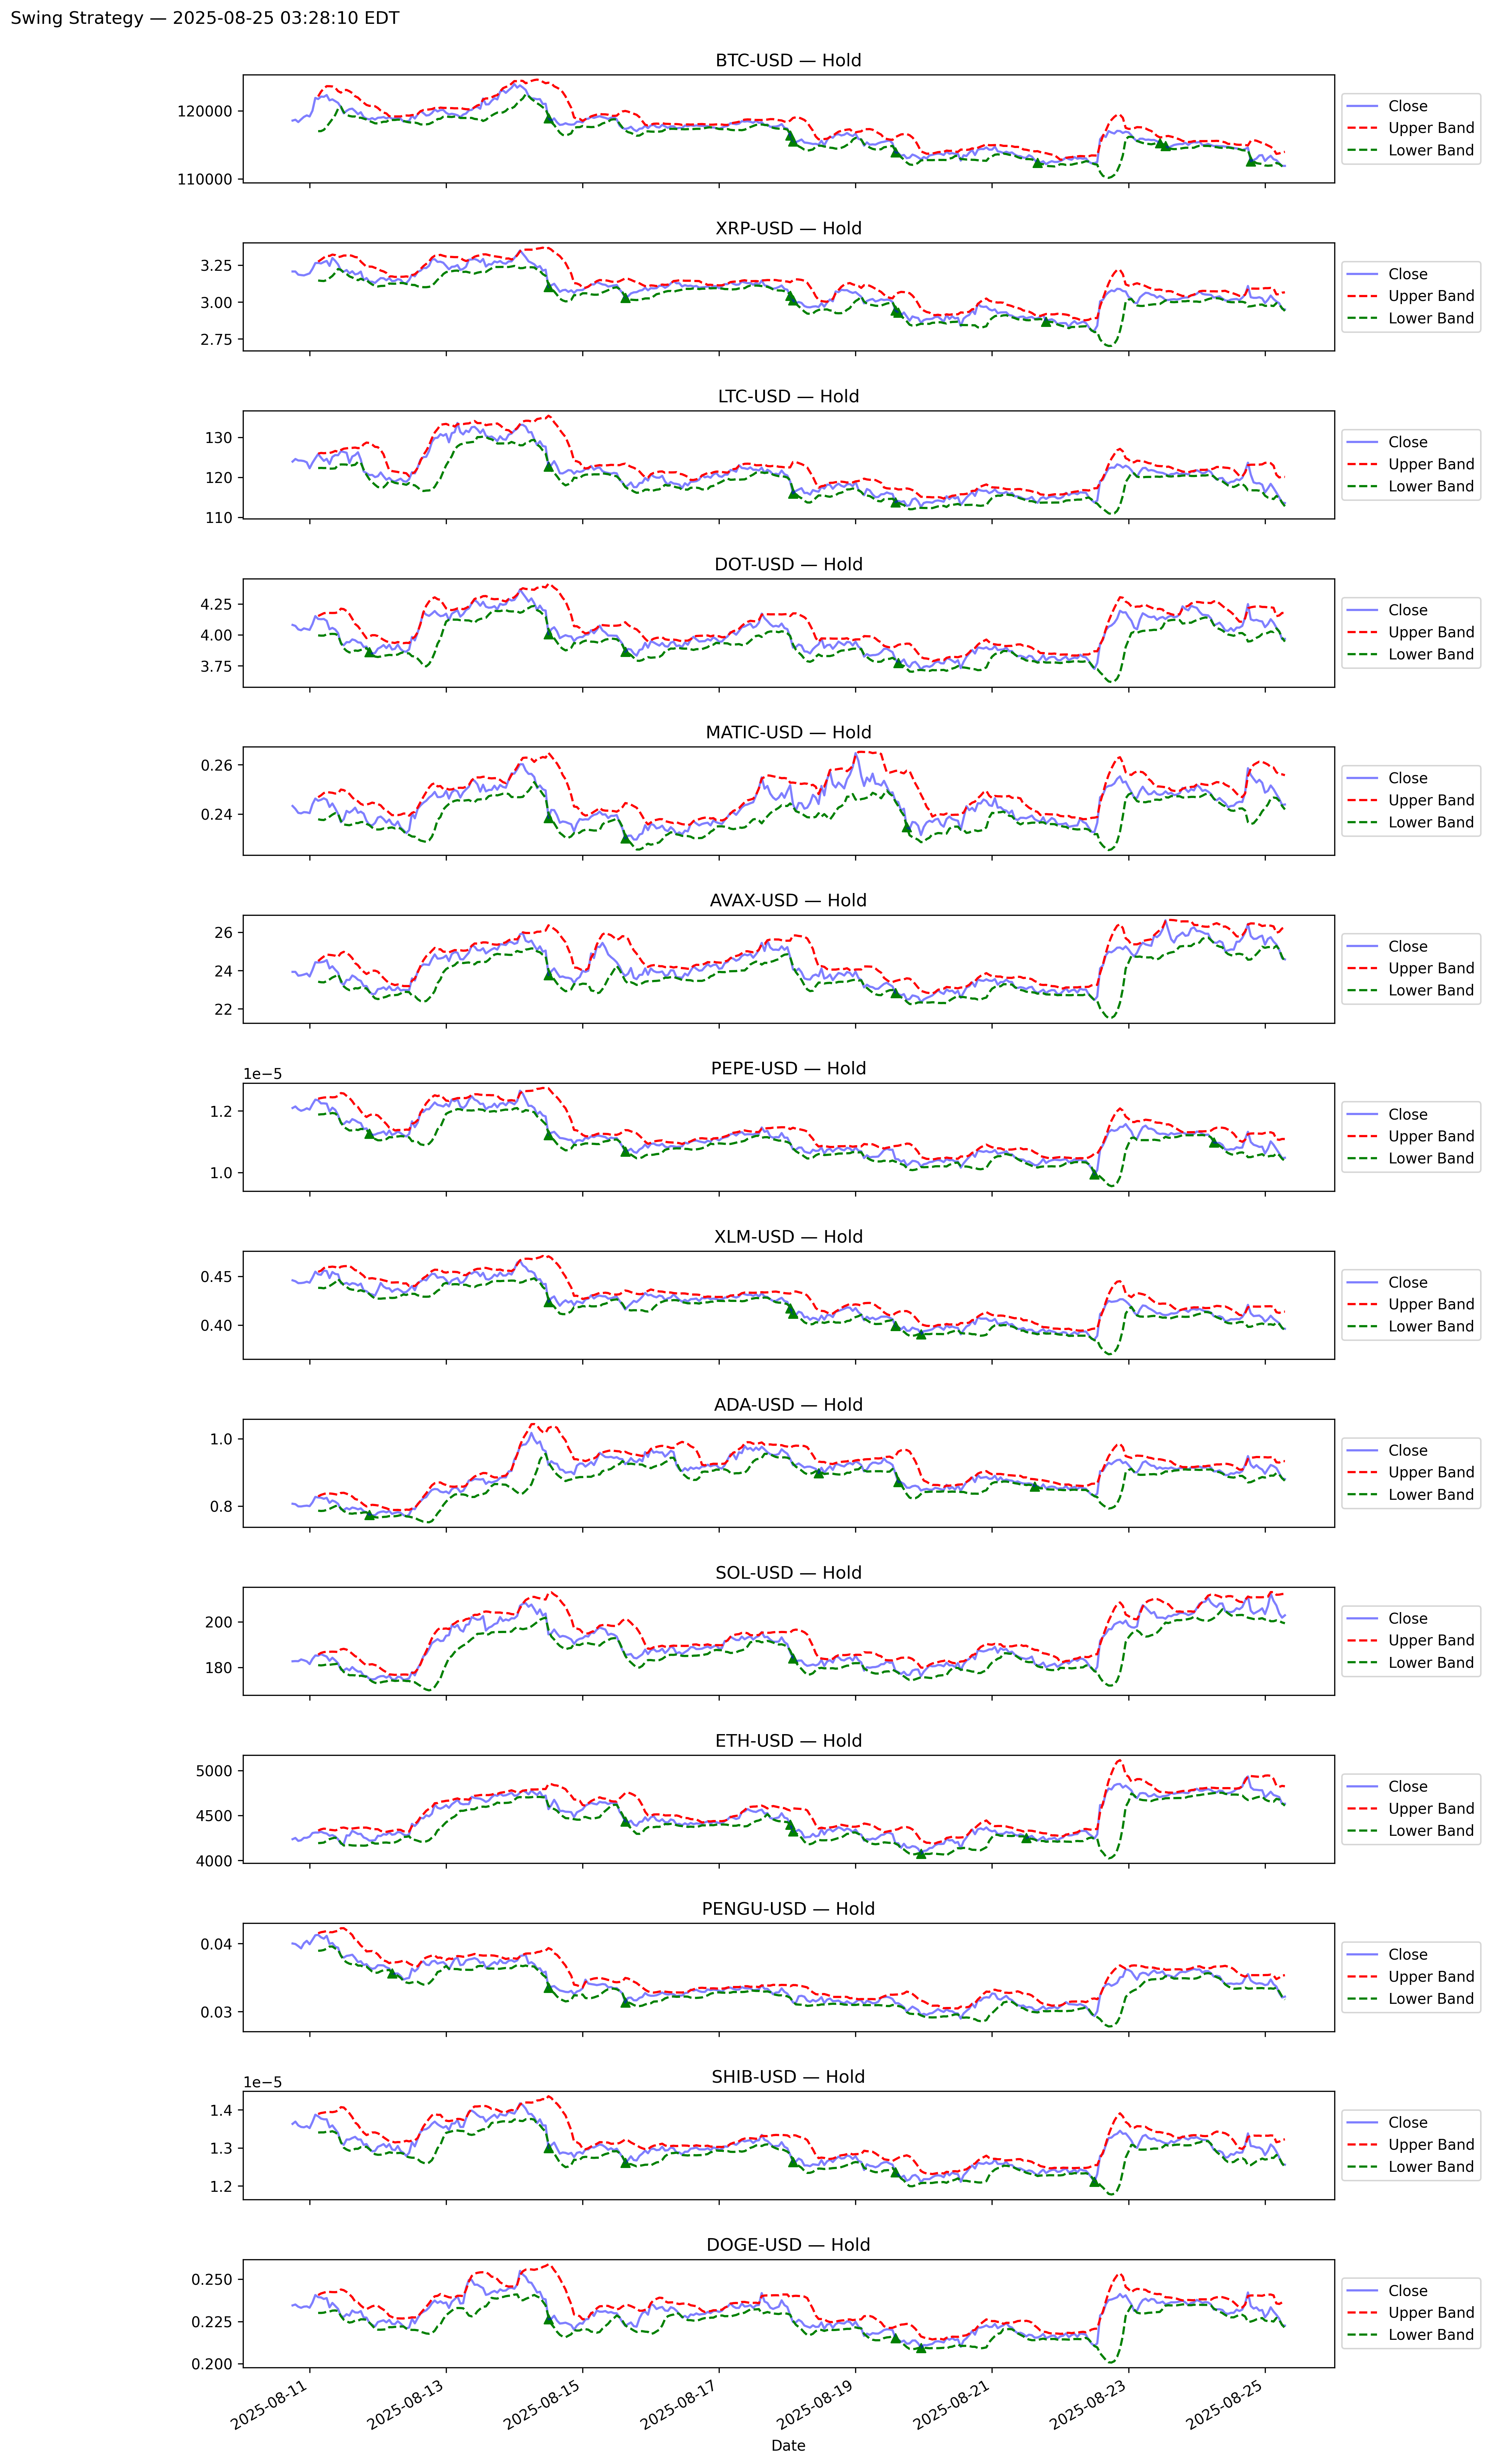 Swing Strategy — 2025-08-25 03:28:10 EDT
BTC-USD — Hold
120000
110000
Close
Upper Band
Lower Band
XRP-USD — Hold
3.25
3.00
2.75
Close
Upper Band
Lower Band
LTC-USD — Hold
130
120
110
Close
Upper Band
Lower Band
DOT-USD — Hold
4.25
4.00
3.75
Close
Upper Band
Lower Band
MATIC-USD — Hold
0.26
0.24
Close
Upper Band
Lower Band
AVAX-USD — Hold
26
24
22
Close
Upper Band
Lower Band
PEPE-USD — Hold
1e−5
1.2
1.0
Close
Upper Band
Lower Band
XLM-USD — Hold
0.45
0.40
Close
Upper Band
Lower Band
ADA-USD — Hold
1.0
0.8
Close
Upper Band
Lower Band
SOL-USD — Hold
200
180
Close
Upper Band
Lower Band
ETH-USD — Hold
5000
4500
4000
Close
Upper Band
Lower Band
PENGU-USD — Hold
0.04
0.03
Close
Upper Band
Lower Band
SHIB-USD — Hold
1e−5
1.4
1.3
1.2
Close
Upper Band
Lower Band
DOGE-USD — Hold
0.250
0.225
0.200
Close
Upper Band
Lower Band
2025-08-11
2025-08-13
2025-08-15
2025-08-17
2025-08-19
2025-08-21
2025-08-23
2025-08-25
Date